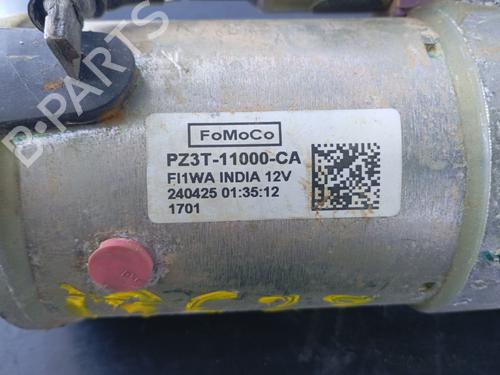 B-PARTS
FoMoCo
PZ3T-11000-CA
FI1WA INDIA 12V
240425 01:35:12
1701